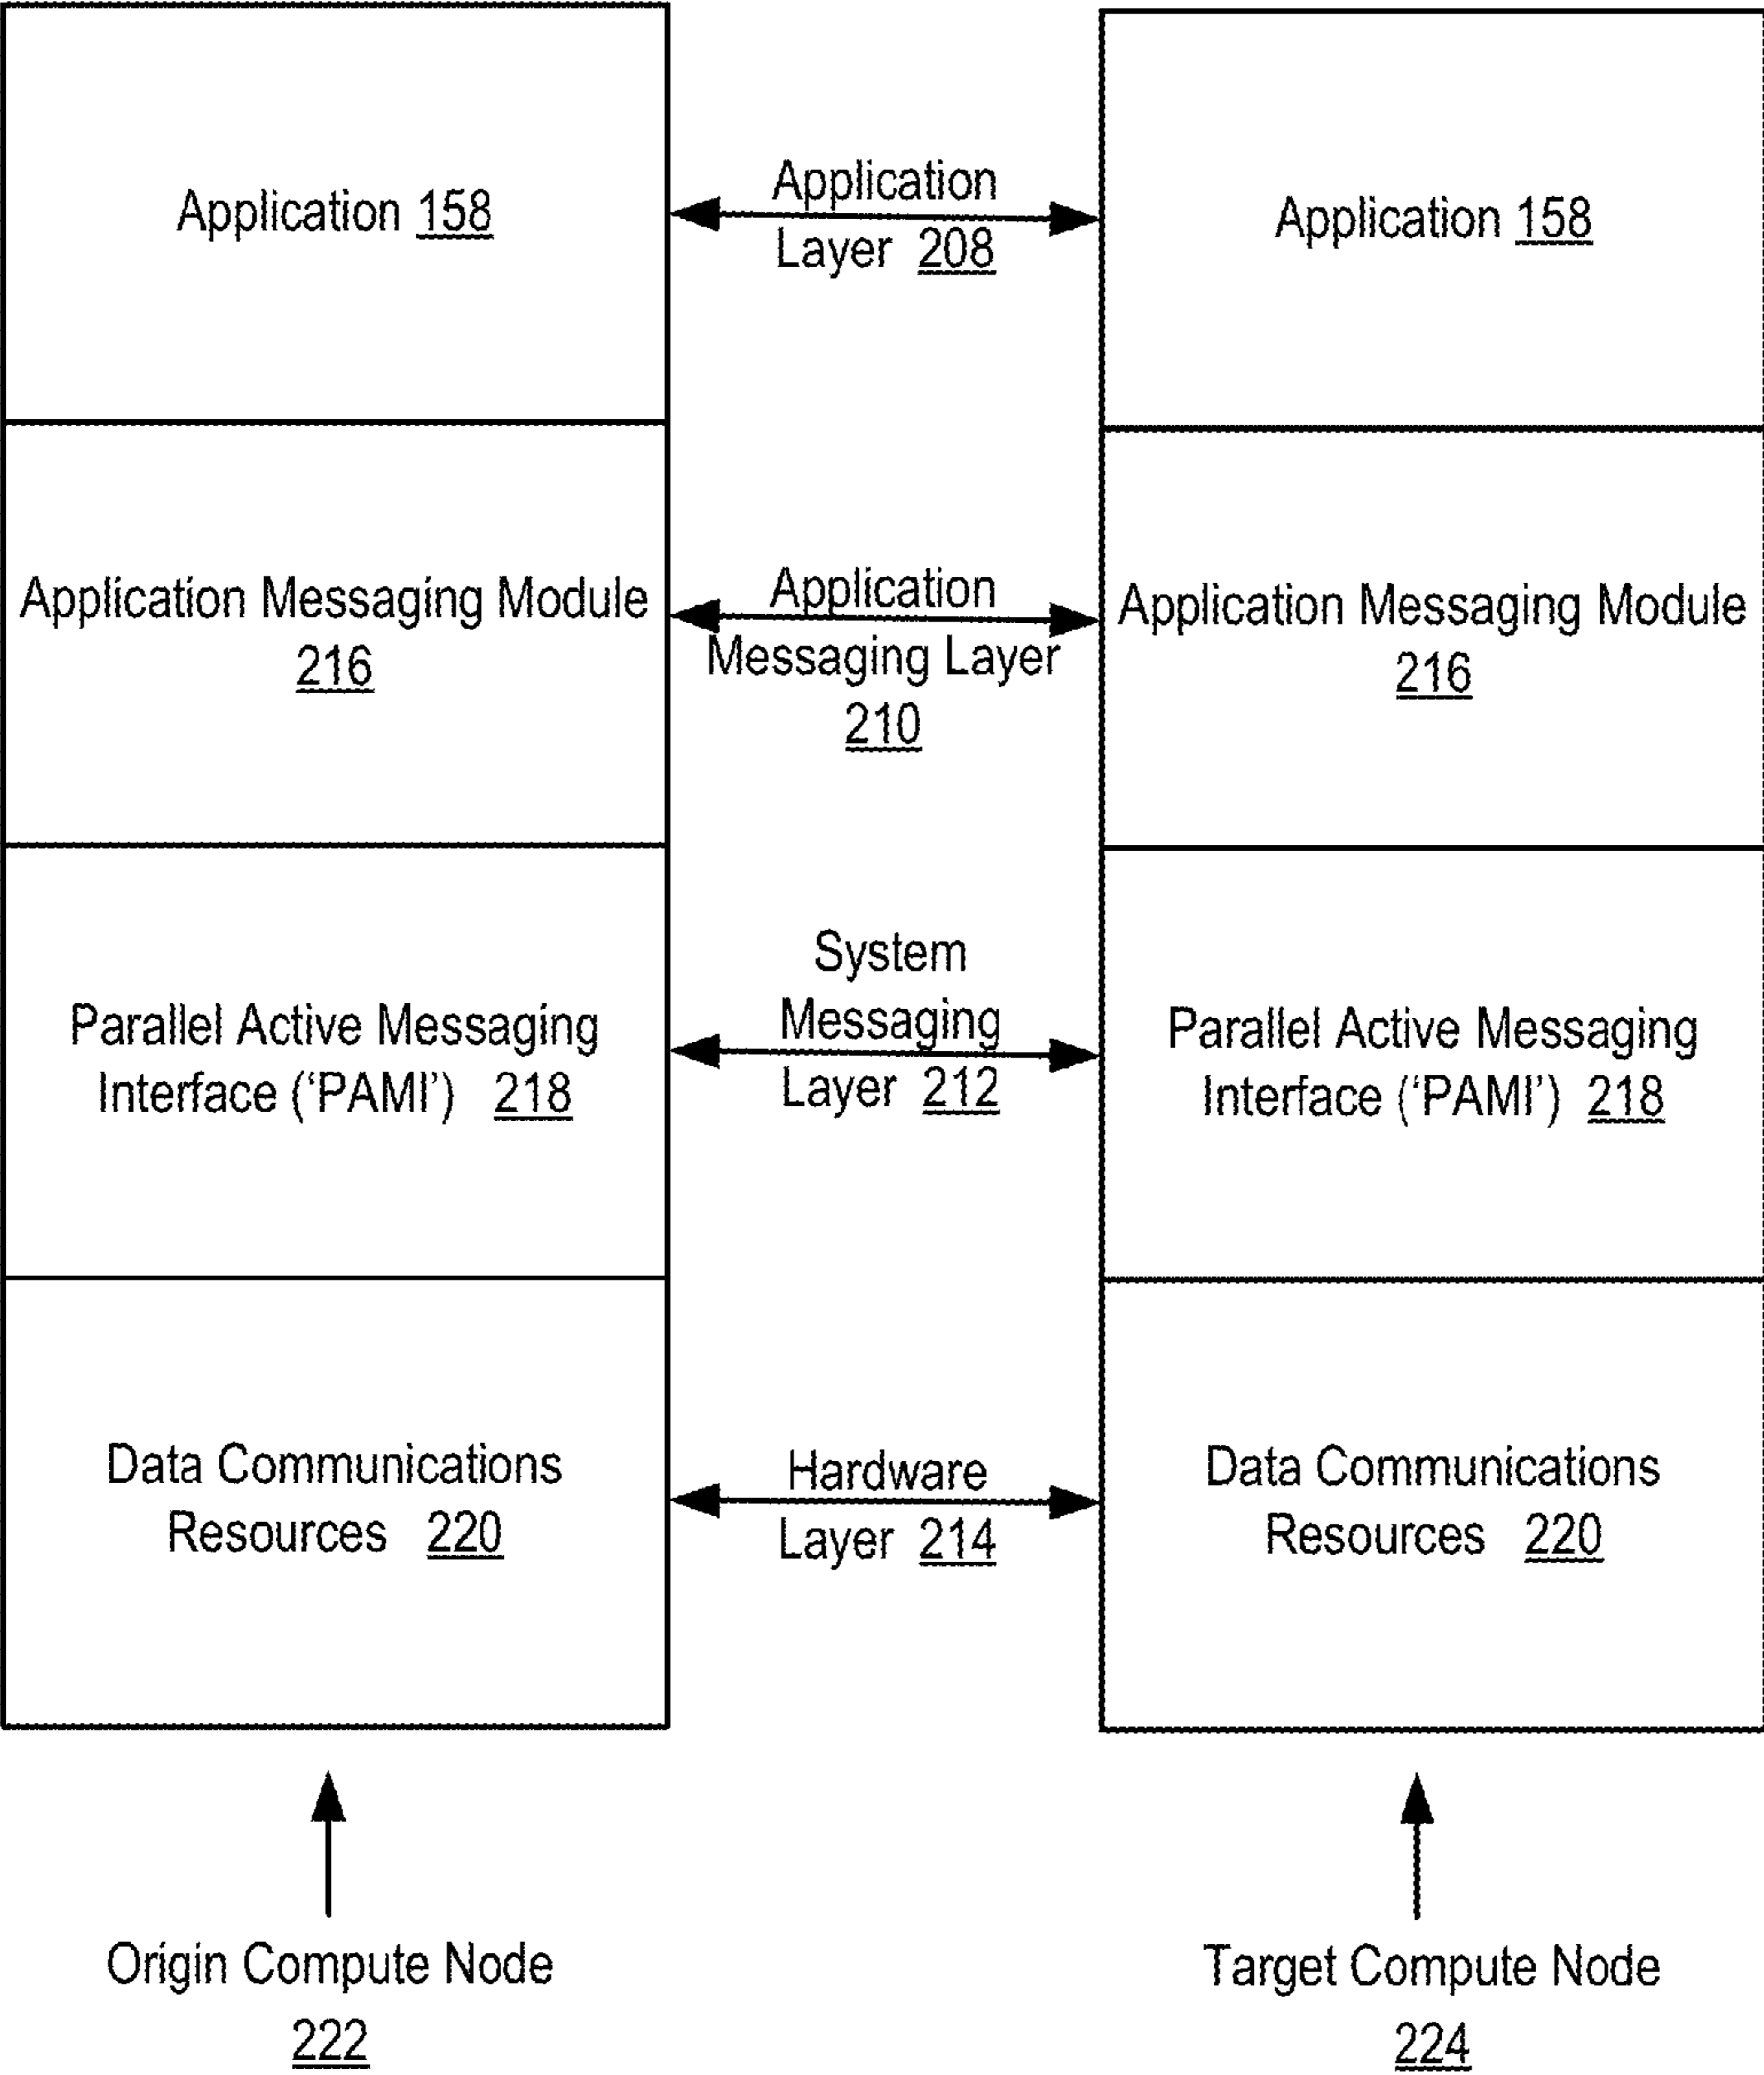 Application 158
Application
Layer 208
Application 158
Application Messaging Module
216
Application
Messaging Layer
210
Application Messaging Module
216
Parallel Active Messaging
Interface (‘PAMI’) 218
System
Messaging
Layer 212
Parallel Active Messaging
Interface (‘PAMI’) 218
Data Communications
Resources 220
Hardware
Layer 214
Data Communications
Resources 220
Origin Compute Node
222
Target Compute Node
224